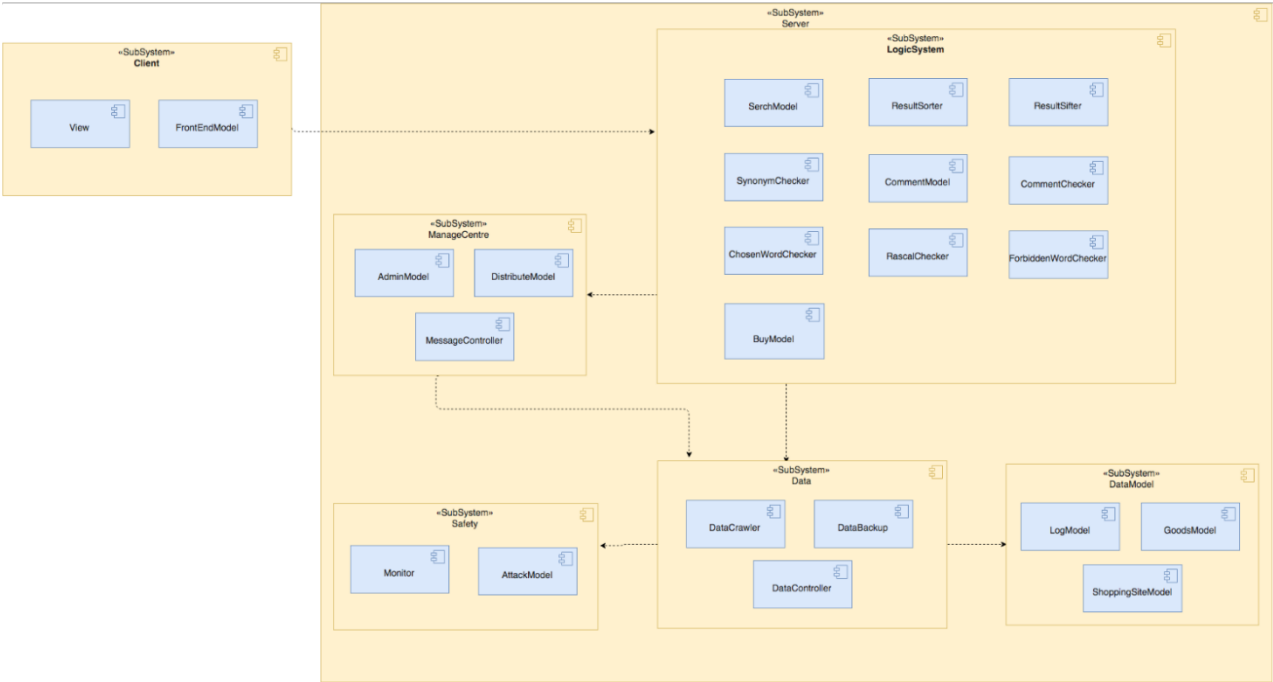 «SubSystem»
Server
«SubSystem»
Client
View
FrontEndModel
«SubSystem»
LogicSystem
SerchModel
ResultSorter
ResultSifter
SynonymChecker
CommentModel
CommentChecker
ChosenWordChecker
RascalChecker
ForbiddenWordChecker
BuyModel
«SubSystem»
ManageCentre
AdminModel
DistributeModel
MessageController
«SubSystem»
Data
DataCrawler
DataBackup
DataController
«SubSystem»
DataModel
LogModel
GoodsModel
ShoppingSiteModel
«SubSystem»
Safety
Monitor
AttackModel